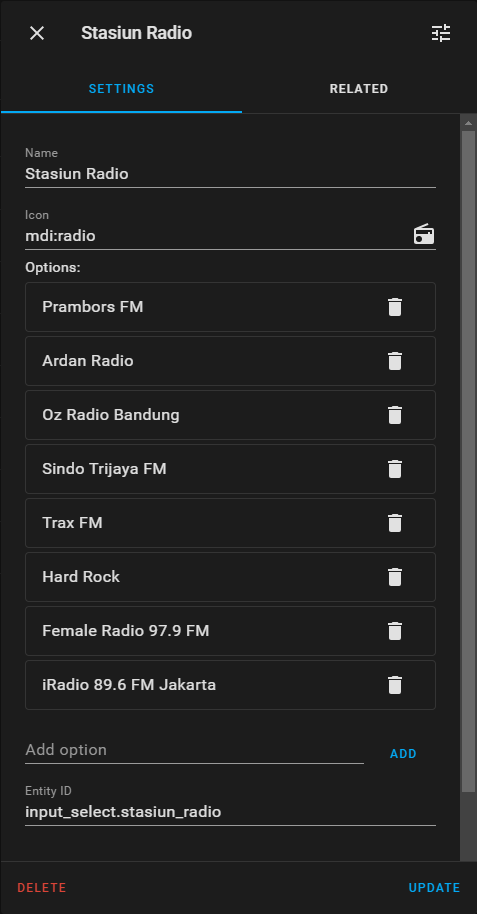 Stasiun Radio
SETTINGS
RELATED
Name
Stasiun Radio
Icon
mdi:radio
Options:
Prambors FM
Ardan Radio
Oz Radio Bandung
Sindo Trijaya FM
Trax FM
Hard Rock
Female Radio 97.9 FM
iRadio 89.6 FM Jakarta
Add option
ADD
Entity ID
input_select.stasiun_radio
DELETE
UPDATE